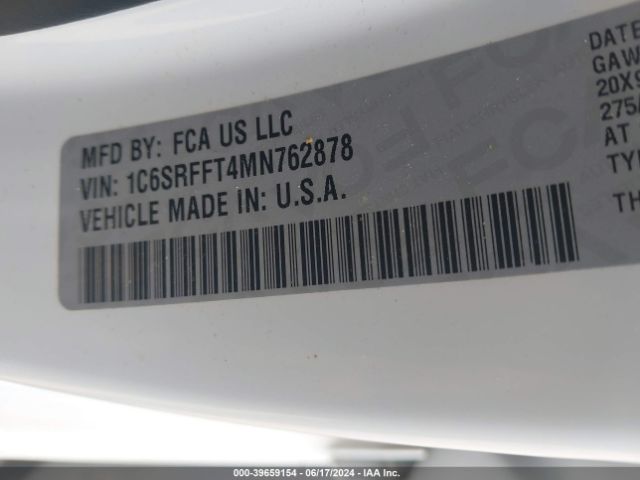 MFD BY: FCA US LLC
VIN: 1C6SRFFT4MN762878
VEHICLE MADE IN: U.S.A.
DATE
GAW
20X9
275/
AT
TYP
TH
000-39659154 - 06/17/2024 - IAA Inc.